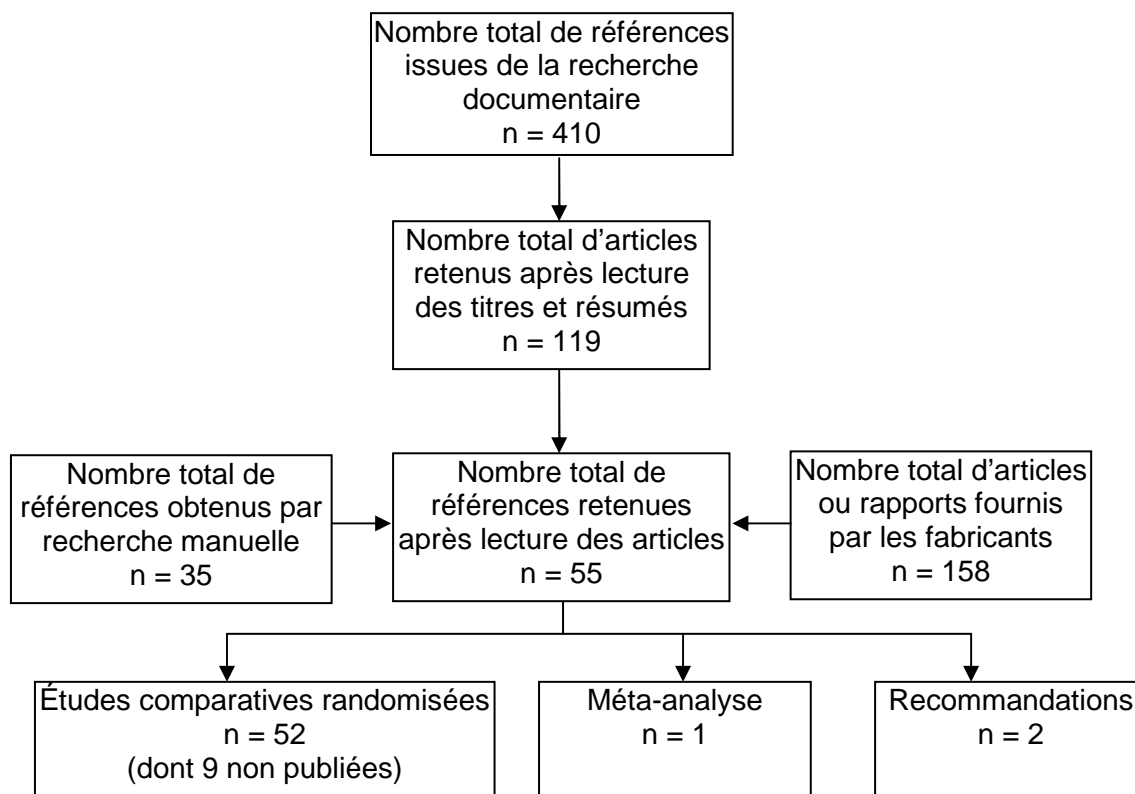 Nombre total de références
issues de la recherche
documentaire
n = 410
Nombre total d’articles
retenus après lecture
des titres et résumés
n = 119
Nombre total de
références obtenus par
recherche manuelle
n = 35
Nombre total de
références retenues
après lecture des articles
n = 55
Nombre total d’articles
ou rapports fournis
par les fabricants
n = 158
Études comparatives randomisées
n = 52
(dont 9 non publiées)
Méta-analyse
n = 1
Recommandations
n = 2